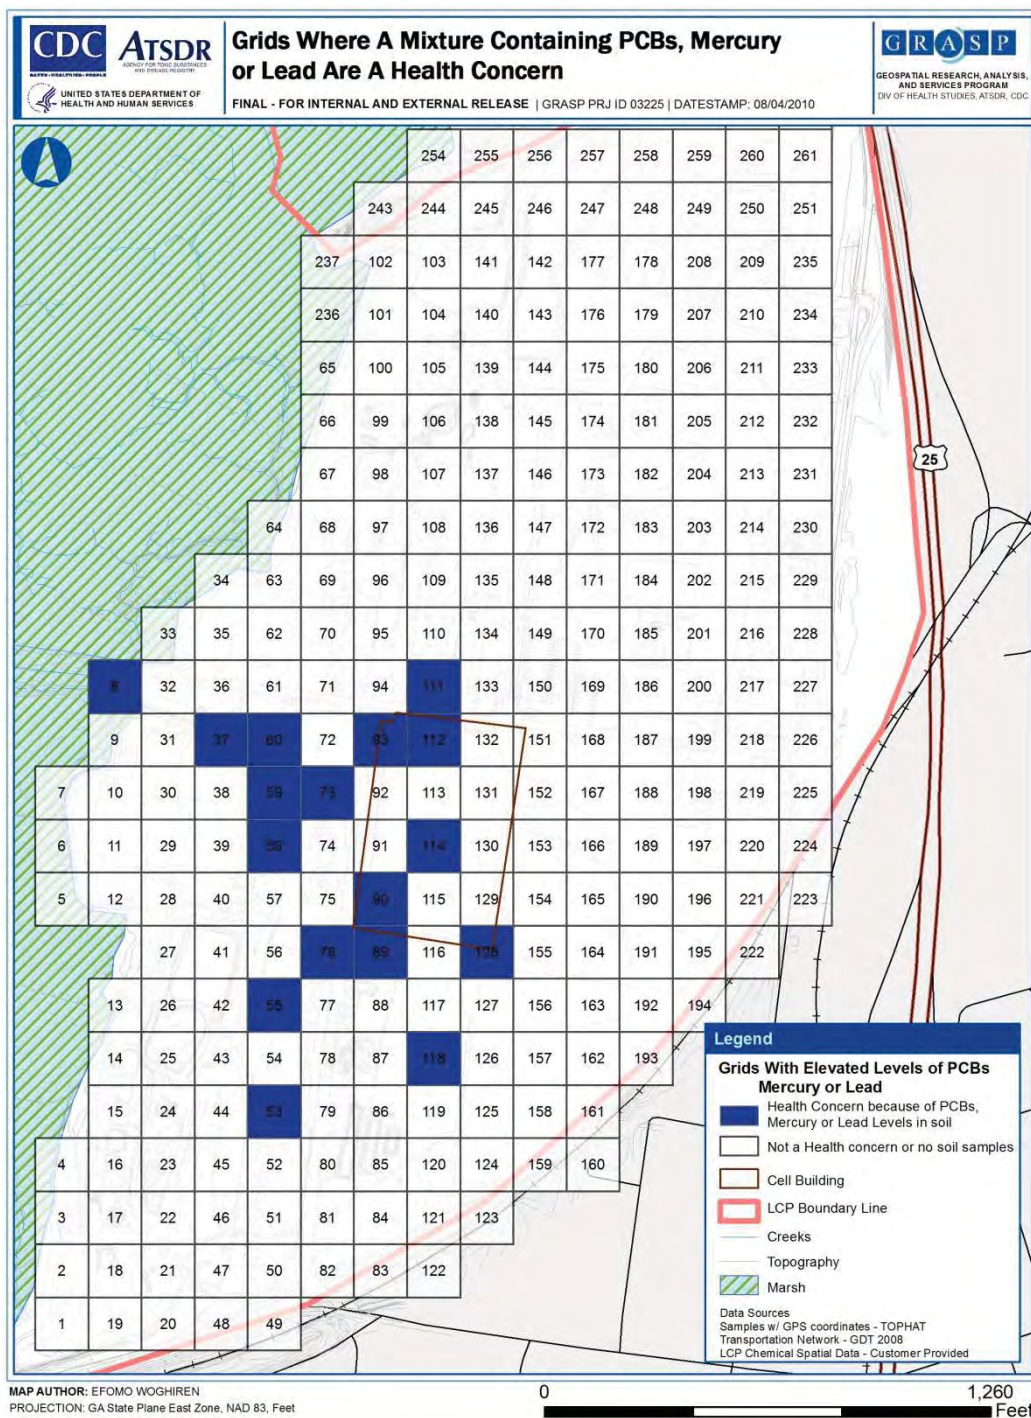 CDC ATSDR
SAFER • HEALTHIER • PEOPLE
AGENCY FOR TOXIC SUBSTANCES
AND DISEASE REGISTRY
UNITED STATES DEPARTMENT OF
HEALTH AND HUMAN SERVICES
Grids Where A Mixture Containing PCBs, Mercury
or Lead Are A Health Concern
FINAL - FOR INTERNAL AND EXTERNAL RELEASE | GRASP PRJ ID 03225 | DATESTAMP: 08/04/2010
GRASP
GEOSPATIAL RESEARCH, ANALYSIS,
AND SERVICES PROGRAM
DIV OF HEALTH STUDIES, ATSDR, CDC
254 255 256 257 258 259 260 261
243 244 245 246 247 248 249 250 251
237 102 103 141 142 177 178 208 209 235
236 101 104 140 143 176 179 207 210 234
65 100 105 139 144 175 180 206 211 233
66 99 106 138 145 174 181 205 212 232
67 98 107 137 146 173 182 204 213 231
25
64 68 97 108 136 147 172 183 203 214 230
34 63 69 96 109 135 148 171 184 202 215 229
33 35 62 70 95 110 134 149 170 185 201 216 228
8 32 36 61 71 94 111 133 150 169 186 200 217 227
9 31 37 60 72 93 112 132 151 168 187 199 218 226
7 10 30 38 59 73 92 113 131 152 167 188 198 219 225
6 11 29 39 58 74 91 114 130 153 166 189 197 220 224
5 12 28 40 57 75 90 115 129 154 165 190 196 221 223
27 41 56 76 89 116 128 155 164 191 195 222
13 26 42 55 77 88 117 127 156 163 192 194
14 25 43 54 78 87 118 126 157 162 193
15 24 44 53 79 86 119 125 158 161
4 16 23 45 52 80 85 120 124 159 160
3 17 22 46 51 81 84 121 123
2 18 21 47 50 82 83 122
1 19 20 48 49
Legend
Grids With Elevated Levels of PCBs
Mercury or Lead
Health Concern because of PCBs,
Mercury or Lead Levels in soil
Not a Health concern or no soil samples
Cell Building
LCP Boundary Line
Creeks
Topography
Marsh
Data Sources
Samples w/ GPS coordinates - TOPHAT
Transportation Network - GDT 2008
LCP Chemical Spatial Data - Customer Provided
MAP AUTHOR: EFOMO WOGHIREN
PROJECTION: GA State Plane East Zone, NAD 83, Feet
0 1,260
Feet